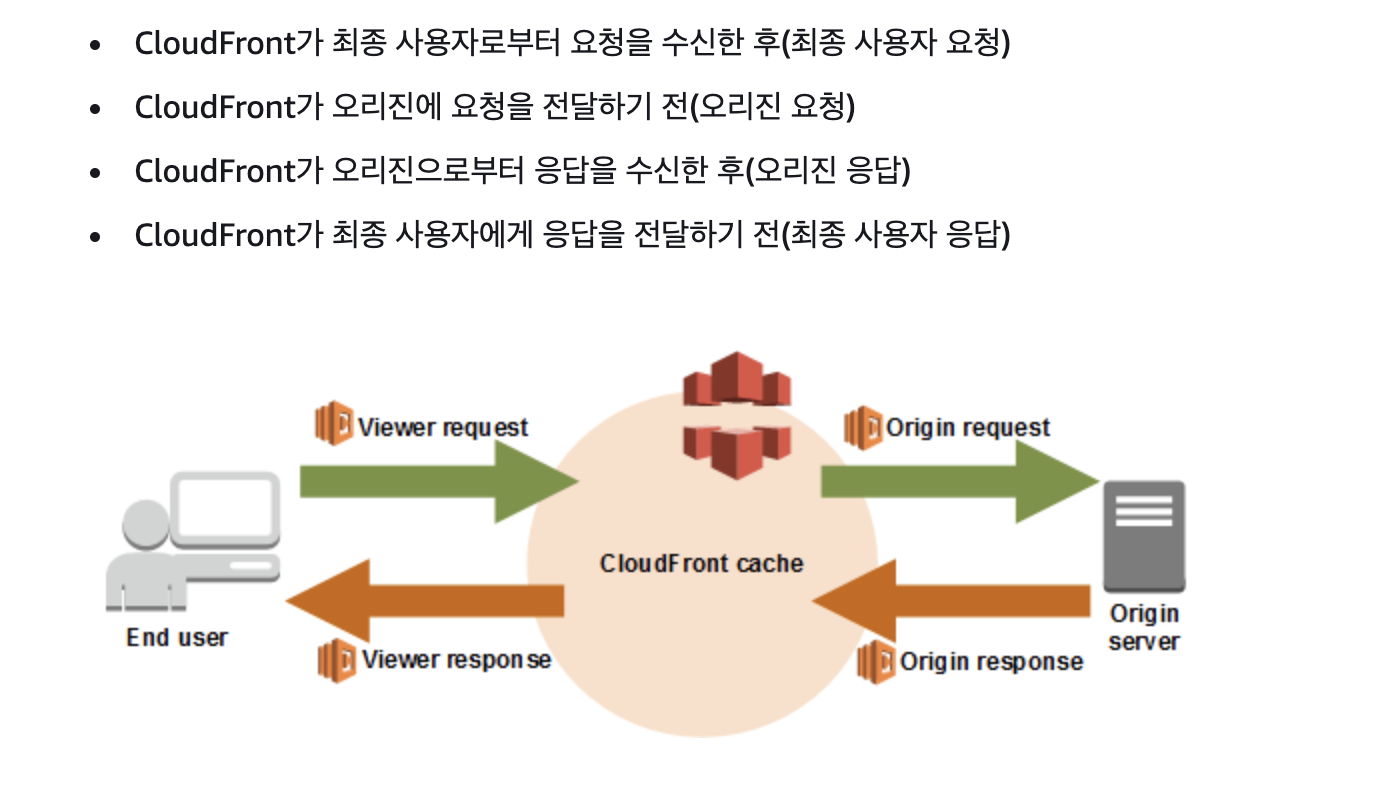 • CloudFront가 최종 사용자로부터 요청을 수신한 후(최종 사용자 요청)
• CloudFront가 오리진에 요청을 전달하기 전(오리진 요청)
• CloudFront가 오리진으로부터 응답을 수신한 후(오리진 응답)
• CloudFront가 최종 사용자에게 응답을 전달하기 전(최종 사용자 응답)
Viewer request
Origin request
CloudFront cache
End user
Origin
server
Viewer response
Origin response